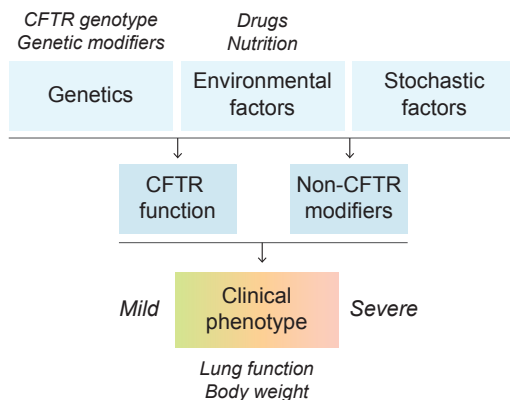 CFTR genotype
Genetic modifiers
Drugs
Nutrition
Genetics
Environmental
factors
Stochastic
factors
CFTR
function
Non-CFTR
modifiers
Mild
Clinical
phenotype
Severe
Lung function
Body weight